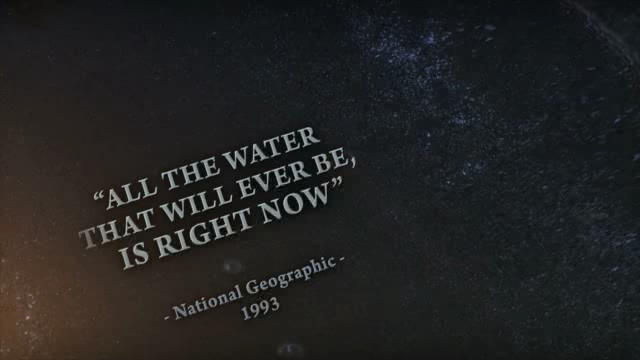 “ALL THE WATER
THAT WILL EVER BE,
IS RIGHT NOW”
- National Geographic -
1993